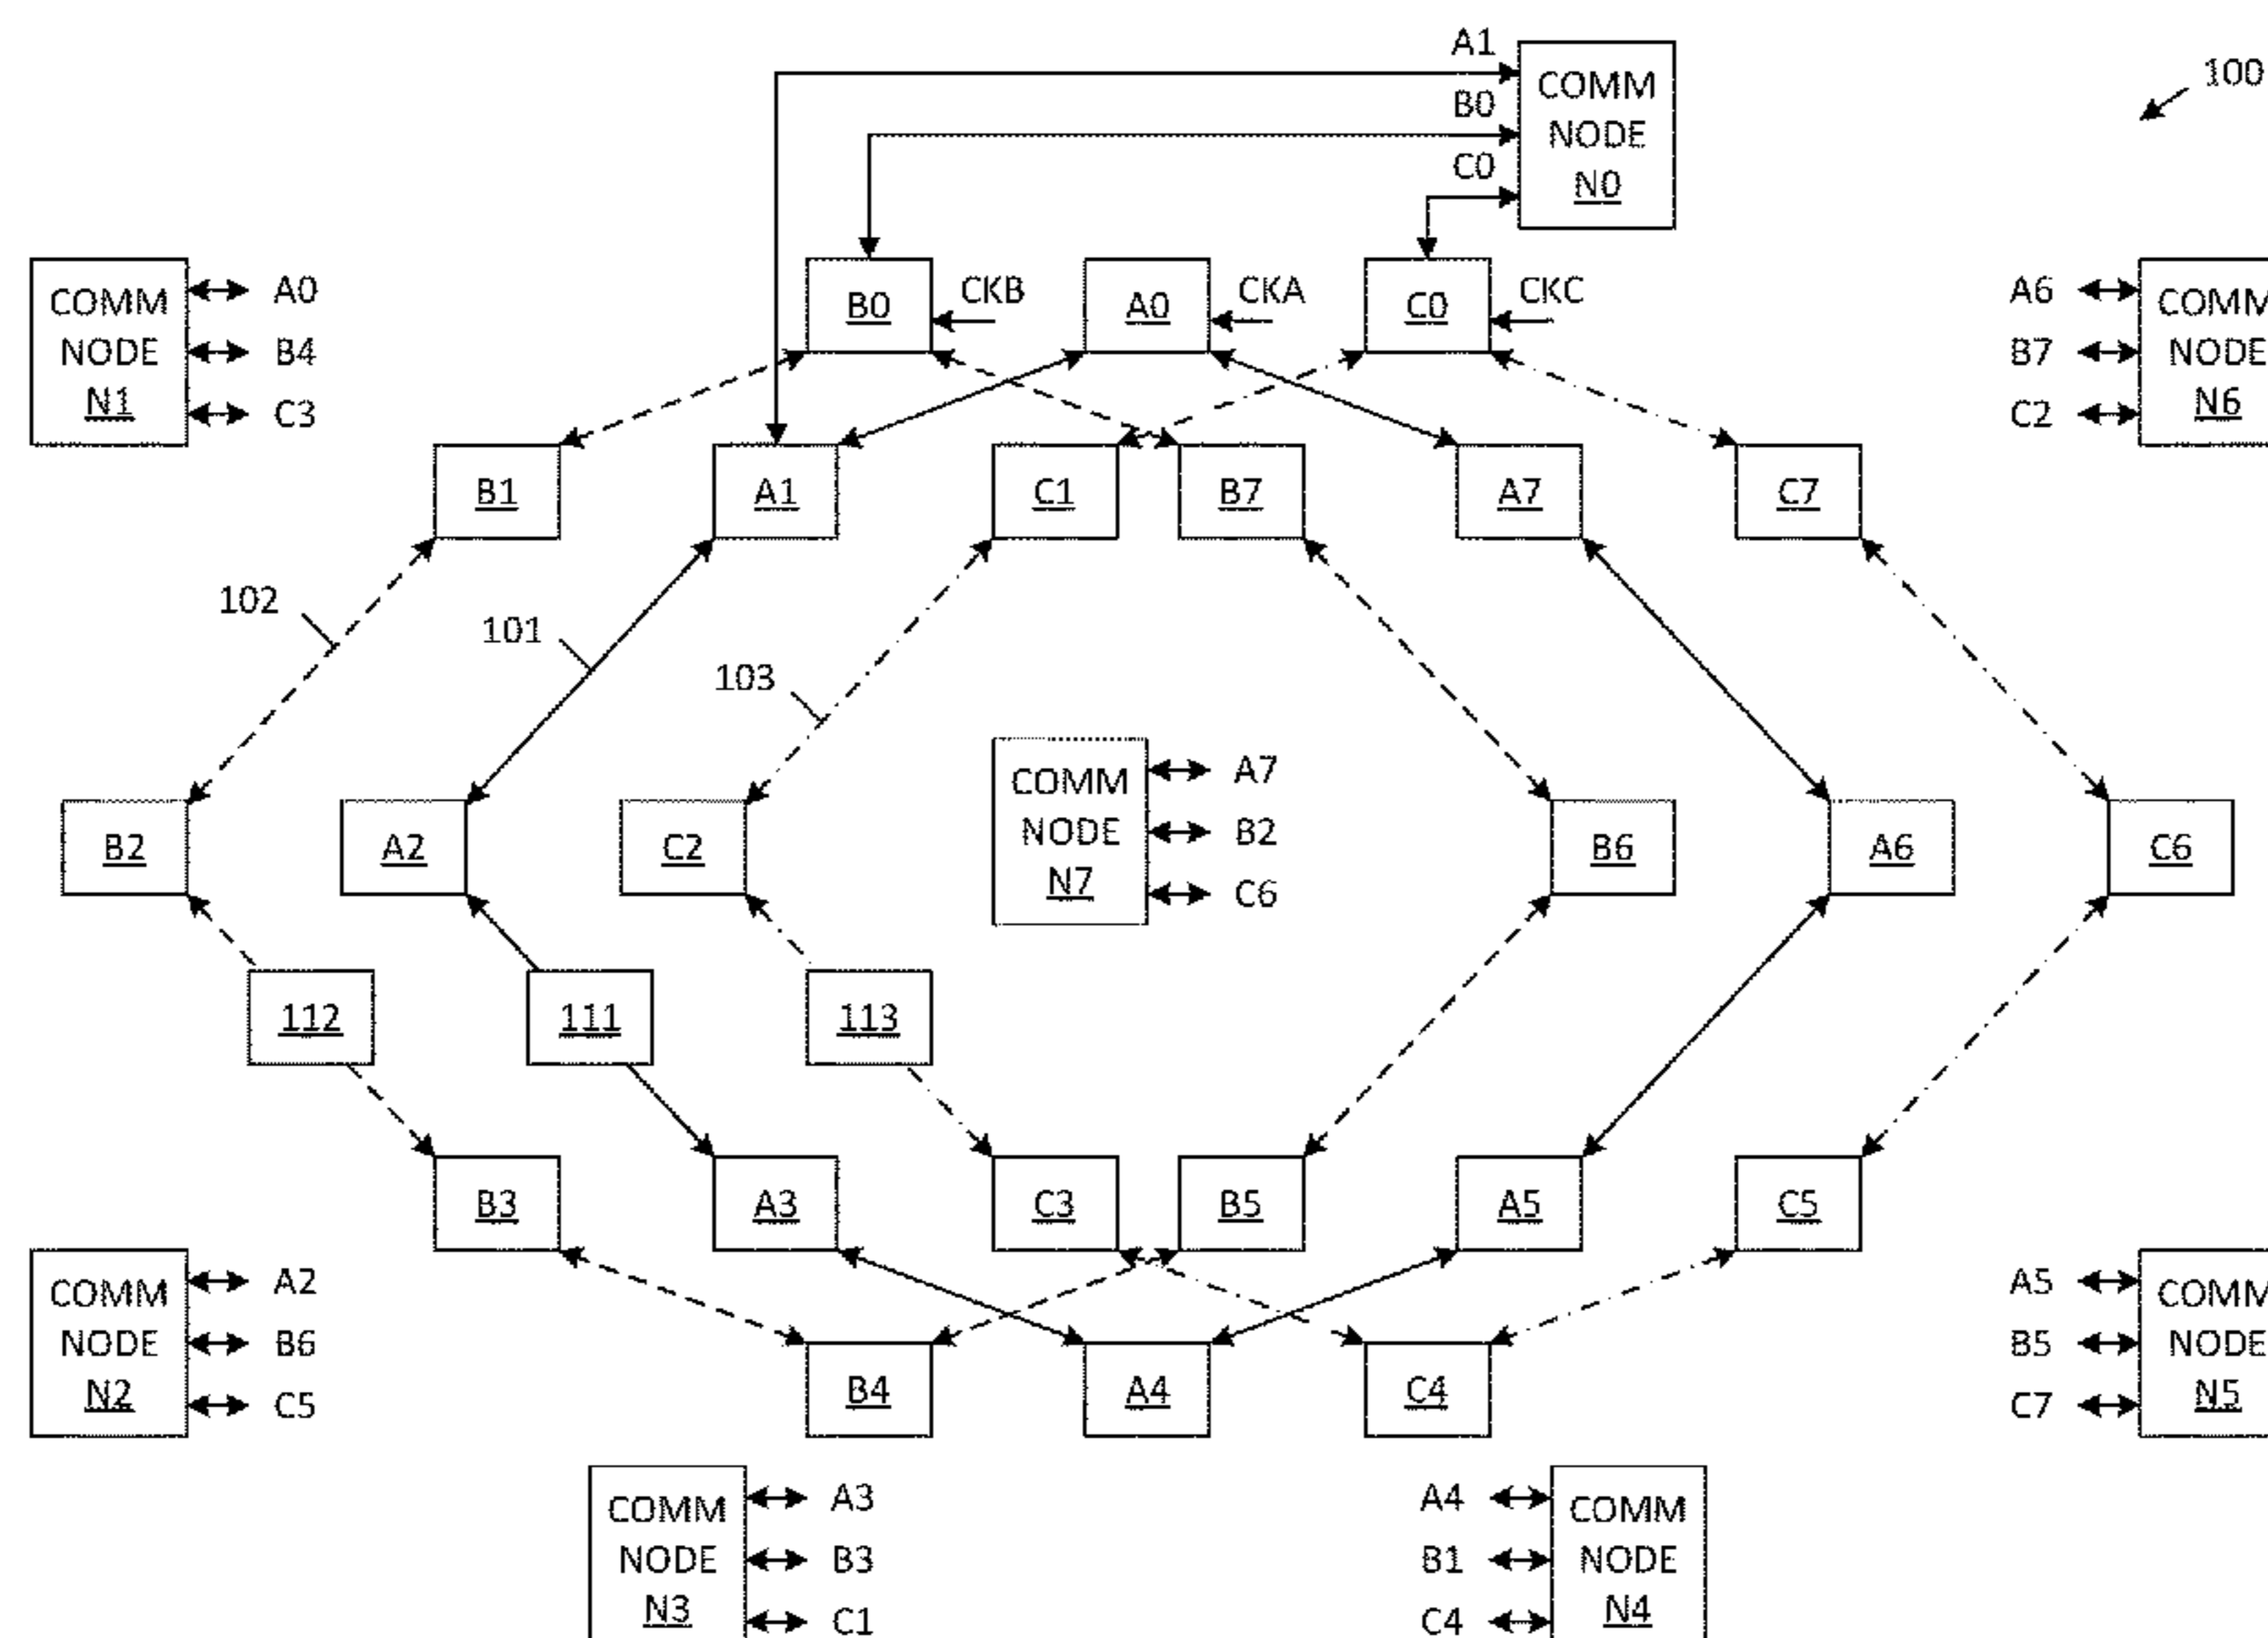 A1
COMM
NODE
N0
B0
C0
100
COMM
NODE
N1
A0
B4
C3
B0
CKB
A0
CKA
C0
CKC
A6
B7
C2
COMM
NODE
N6
B1
A1
C1
B7
A7
C7
102
101
103
COMM
NODE
N7
A7
B2
C6
B2
A2
C2
B6
A6
C6
112
111
113
B3
A3
C3
B5
A5
C5
COMM
NODE
N2
A2
B6
C5
A5
B5
C7
COMM
NODE
N5
B4
A4
C4
COMM
NODE
N3
A3
B3
C1
A4
B1
C4
COMM
NODE
N4